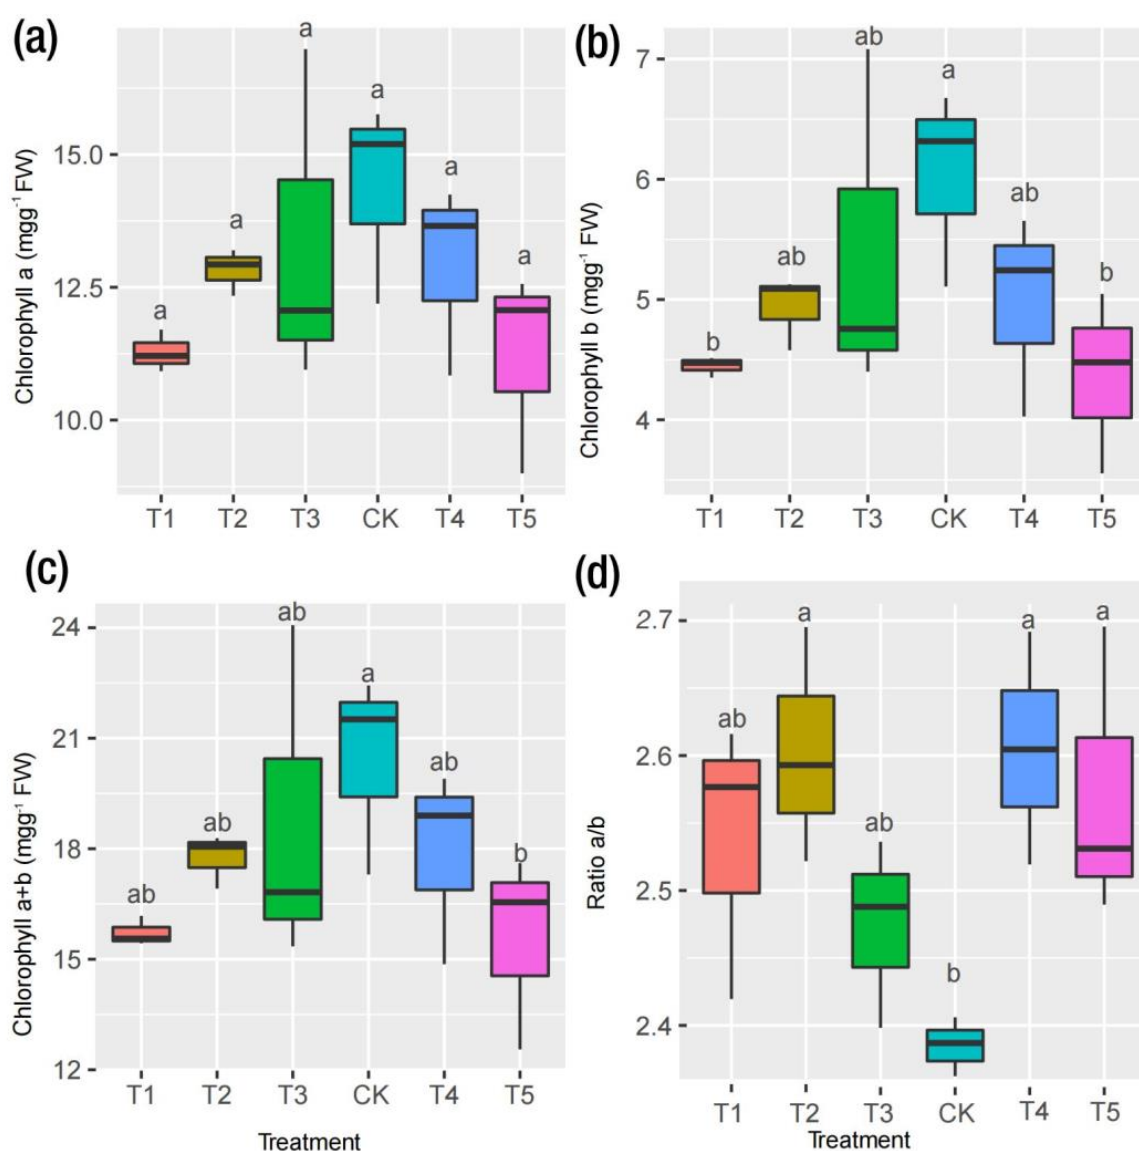 (a)
Chlorophyll a (mgg⁻¹ FW)
15.0
12.5
10.0
a
a
a
a
a
a
T1 T2 T3 CK T4 T5
(b)
Chlorophyll b (mgg⁻¹ FW)
7
6
5
4
b
ab
ab
a
ab
b
T1 T2 T3 CK T4 T5
(c)
Chlorophyll a+b (mgg⁻¹ FW)
24
21
18
15
12
ab
ab
ab
a
ab
b
T1 T2 T3 CK T4 T5
Treatment
(d)
Ratio a/b
2.7
2.6
2.5
2.4
ab
a
ab
b
a
a
T1 T2 T3 CK T4 T5
Treatment